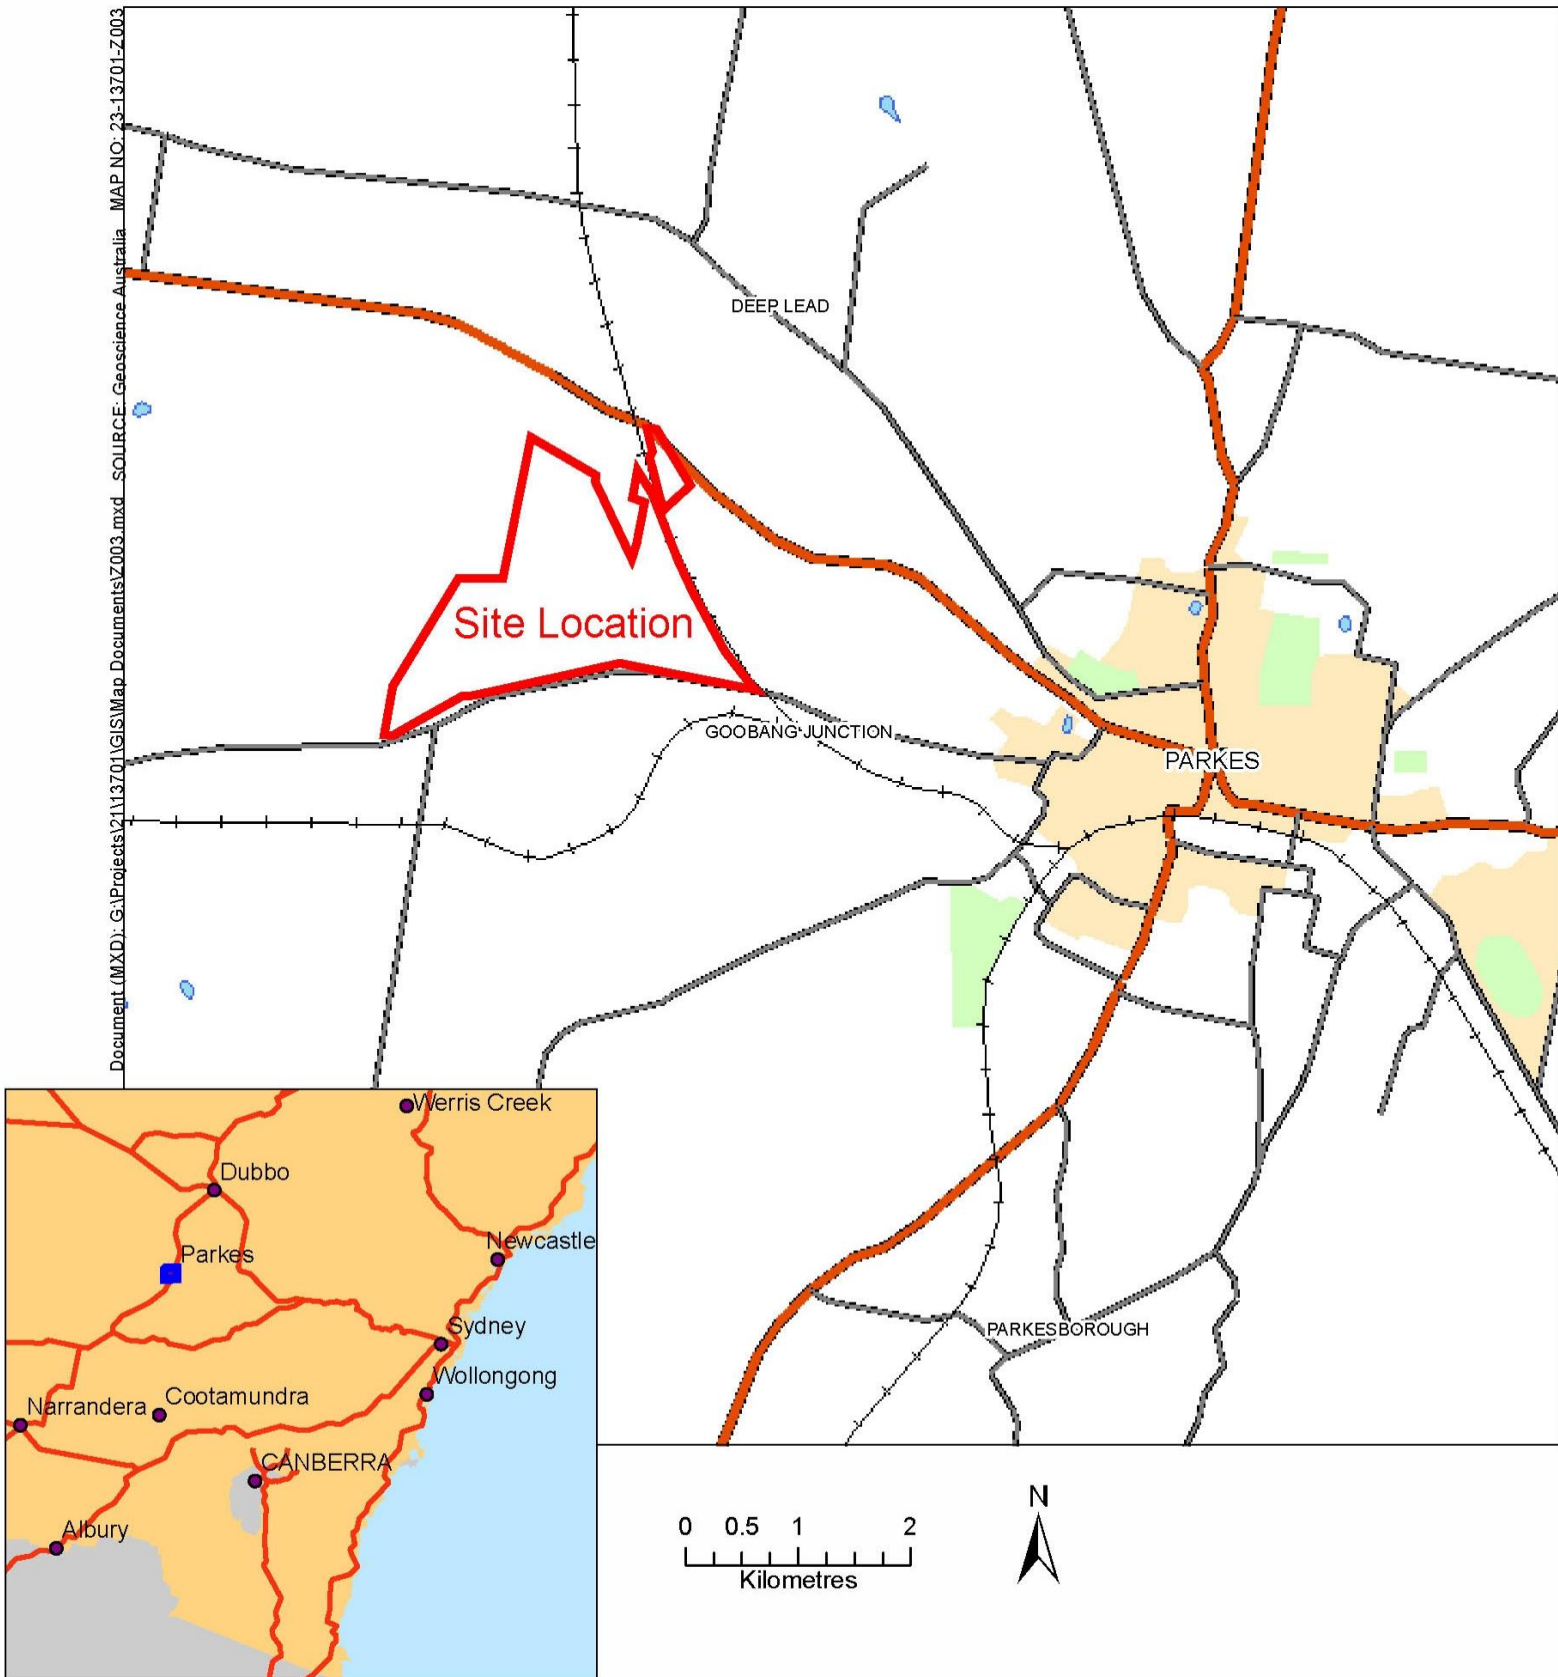 Document (MXD): G:\Projects\21\13701\GIS\Map Documents\Z003.mxd   SOURCE: Geoscience Australia   MAP NO: 23-13701-Z003
DEEP LEAD
Site Location
GOOBANG JUNCTION
PARKES
PARKESBOROUGH
Werris Creek
Dubbo
Parkes
Newcastle
Sydney
Wollongong
Cootamundra
Narrandera
CANBERRA
Albury
N
0 0.5 1 2
Kilometres